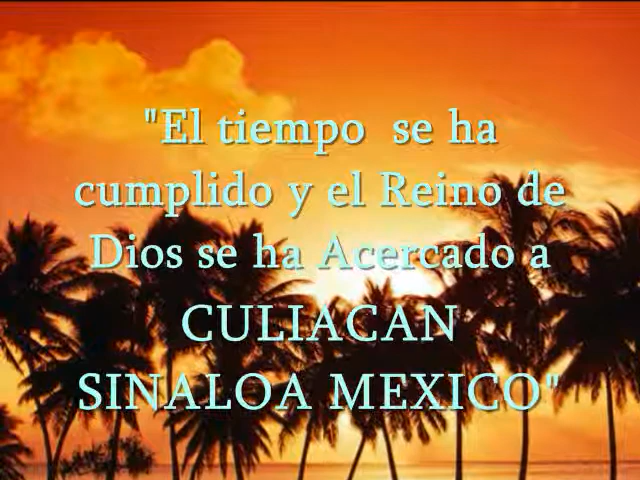 "El tiempo se ha
cumplido y el Reino de
Dios se ha Acercado a
CULIACAN
SINALOA MEXICO"